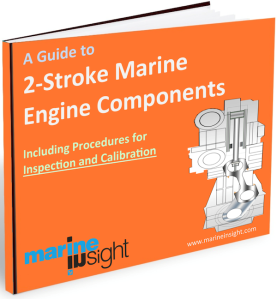 A Guide to
2-Stroke Marine
Engine Components
Including Procedures for
Inspection and Calibration
marine
insight
www.marineinsight.com